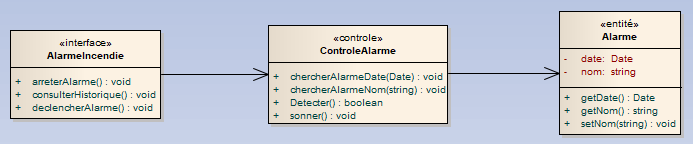 «interface»
AlarmeIncendie
+ arreterAlarme() : void
+ consulterHistorique() : void
+ declencherAlarme() : void
«controle»
ControleAlarme
+ chercherAlarmeDate(Date) : void
+ chercherAlarmeNom(string) : void
+ Detecter() : boolean
+ sonner() : void
«entité»
Alarme
- date: Date
- nom: string
+ getDate() : Date
+ getNom() : string
+ setNom(string) : void